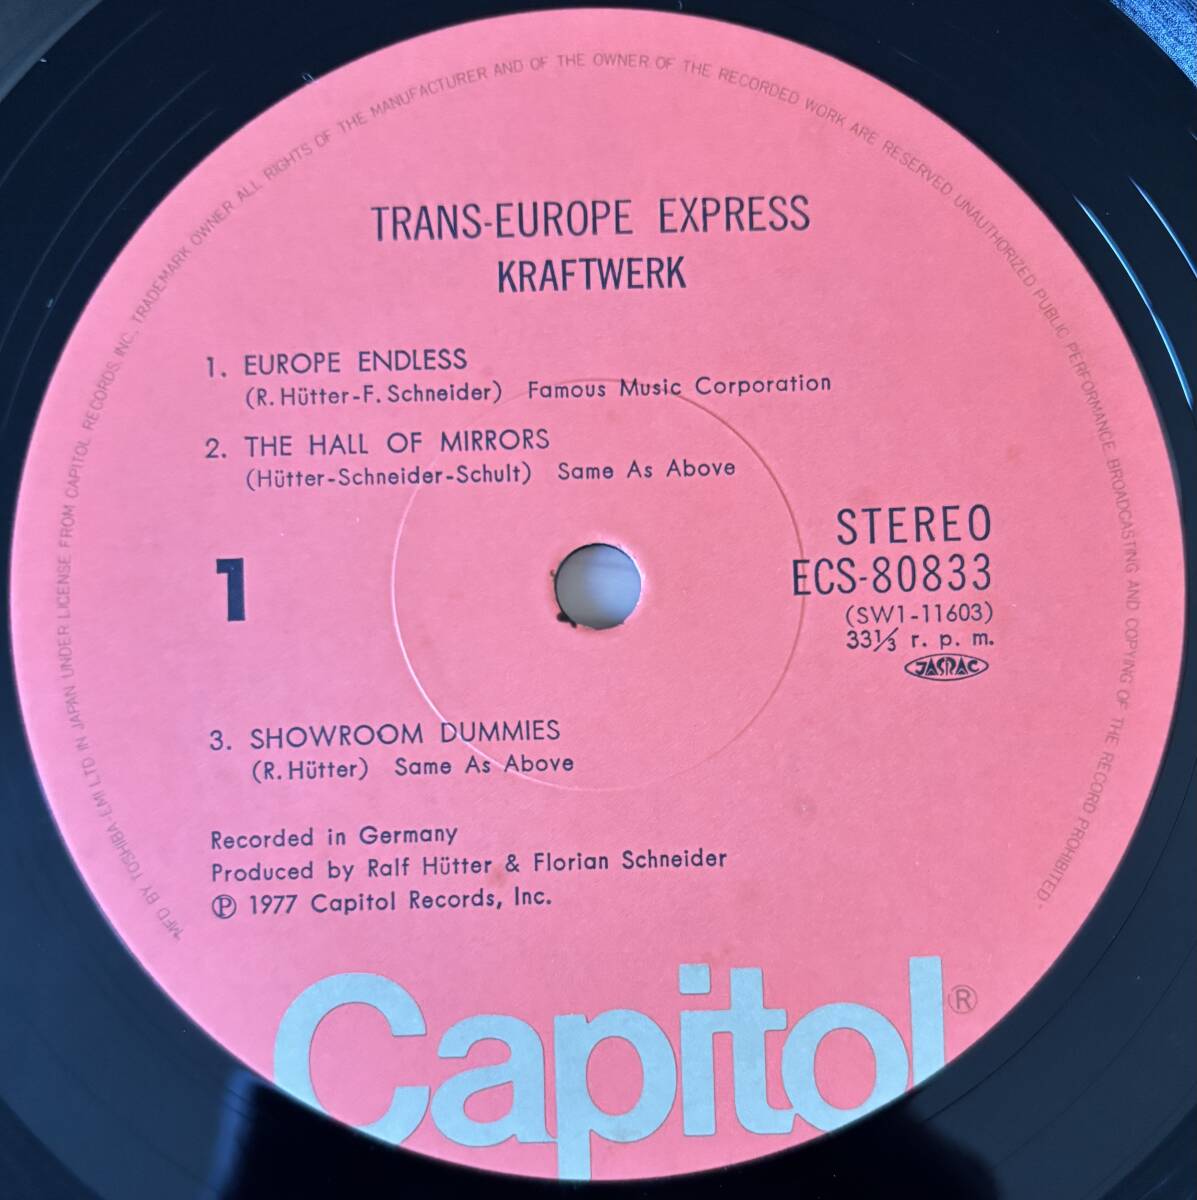 "MFD BY TOSHIBA-EMI LTD IN JAPAN UNDER LICENSE FROM CAPITOL RECORDS, INC., TRADEMARK OWNER ALL RIGHTS OF THE MANUFACTURER AND OF THE OWNER OF THE RECORDED WORK ARE RESERVED UNAUTHORIZED PUBLIC PERFORMANCE BROADCASTING AND COPYING OF THE RECORD PROHIBITED"
TRANS-EUROPE EXPRESS
KRAFTWERK
1. EUROPE ENDLESS
(R. Hütter-F. Schneider) Famous Music Corporation
2. THE HALL OF MIRRORS
(Hütter-Schneider-Schult) Same As Above
STEREO
ECS-80833
(SW1-11603)
33⅓ r. p. m.
JASRAC
1
3. SHOWROOM DUMMIES
(R. Hütter) Same As Above
Recorded in Germany
Produced by Ralf Hütter & Florian Schneider
℗ 1977 Capitol Records, Inc.
Capitol®